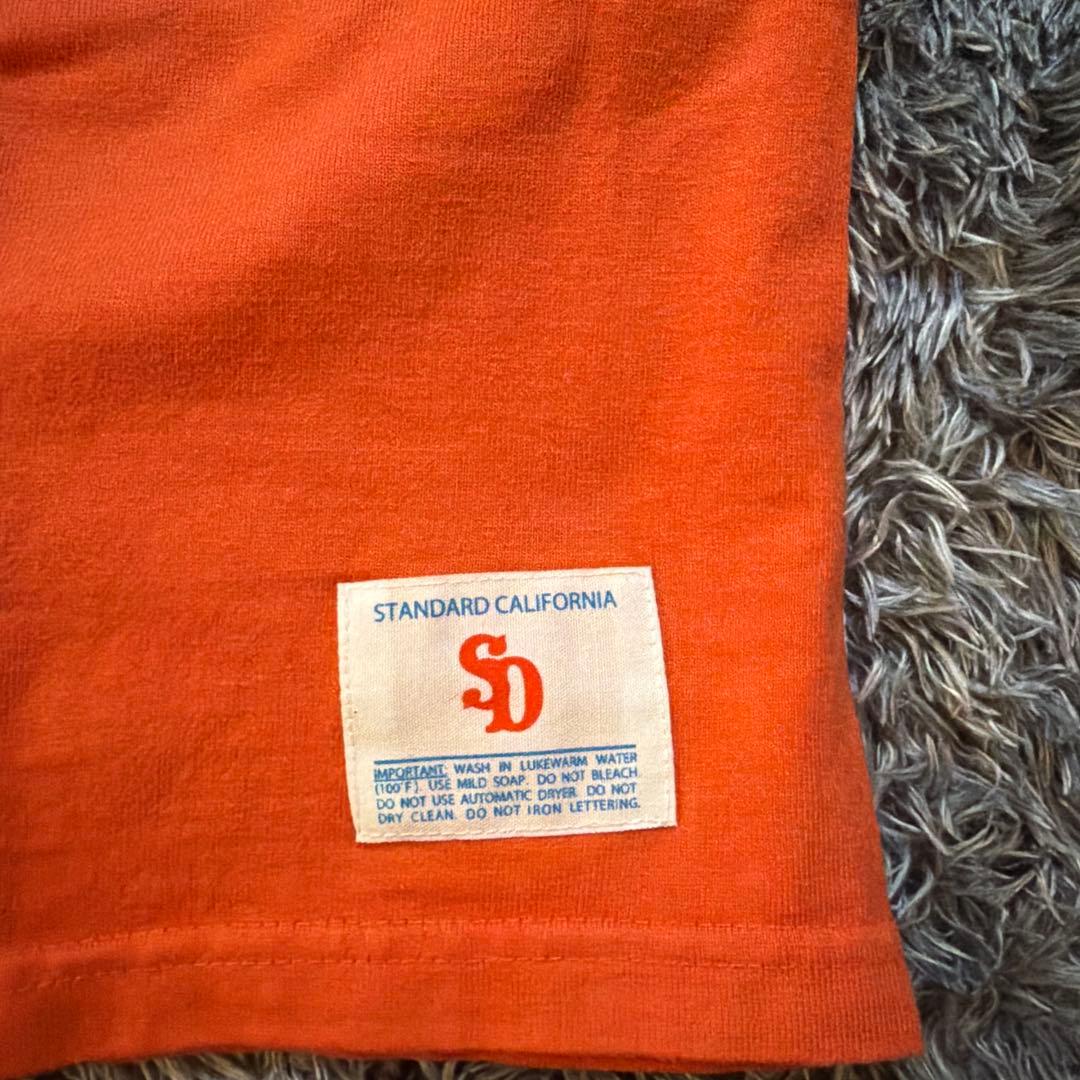 STANDARD CALIFORNIA
SD
IMPORTANT: WASH IN LUKEWARM WATER
(100°F). USE MILD SOAP. DO NOT BLEACH.
DO NOT USE AUTOMATIC DRYER. DO NOT
DRY CLEAN. DO NOT IRON LETTERING.